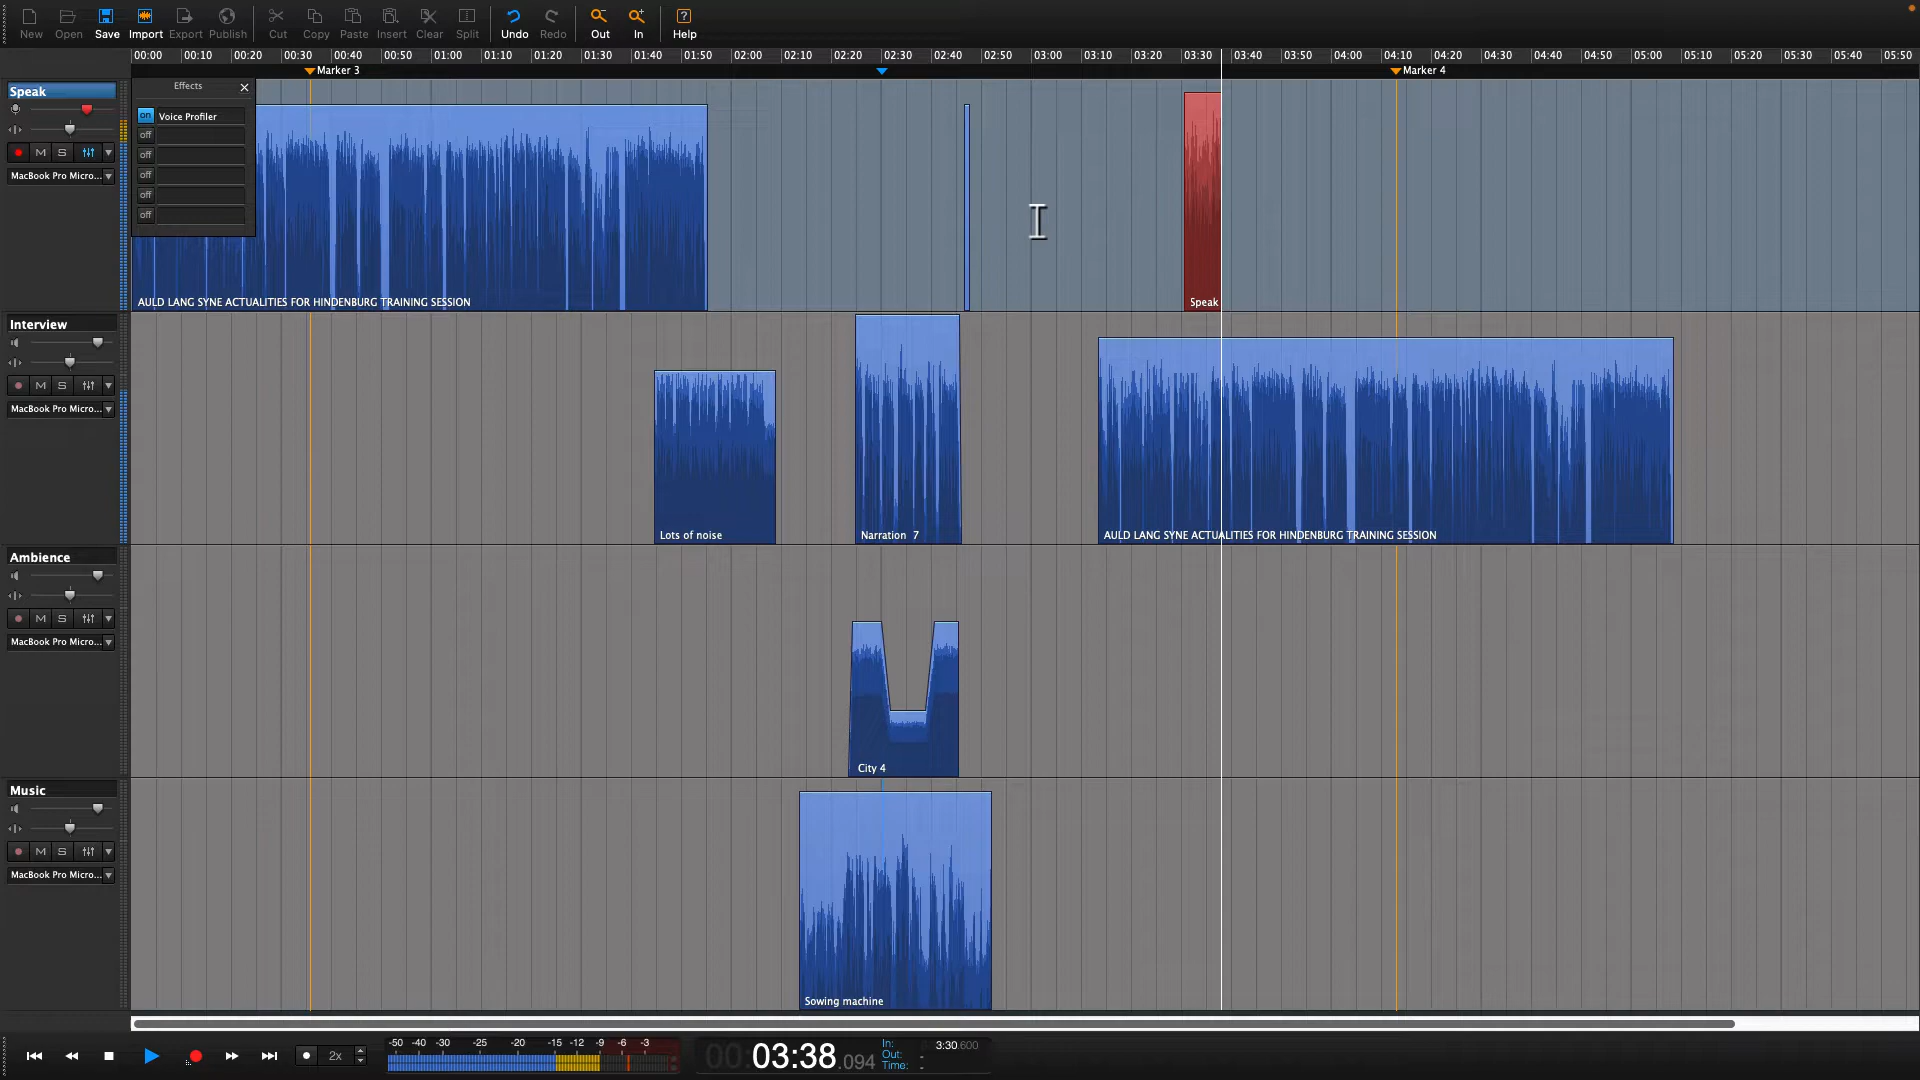 New Open Save Import Export Publish Cut Copy Paste Insert Clear Split Undo Redo Out In Help
00:00 00:10 00:20 00:30 00:40 00:50 01:00 01:10 01:20 01:30 01:40 01:50 02:00 02:10 02:20 02:30 02:40 02:50 03:00 03:10 03:20 03:30 03:40 03:50 04:00 04:10 04:20 04:30 04:40 04:50 05:00 05:10 05:20 05:30 05:40 05:50
Marker 3 Marker 4
Speak
Effects
on Voice Profiler
off
off
off
off
off
M S
MacBook Pro Micro...
AULD LANG SYNE ACTUALITIES FOR HINDENBURG TRAINING SESSION
Speak
Interview
M S
MacBook Pro Micro...
Lots of noise
Narration 7
AULD LANG SYNE ACTUALITIES FOR HINDENBURG TRAINING SESSION
Ambience
M S
MacBook Pro Micro...
City 4
Music
M S
MacBook Pro Micro...
Sowing machine
2x
-50 -40 -30 -25 -20 -15 -12 -9 -6 -3
00:03:38.094
In: 3:30.600
Out: -
Time: -